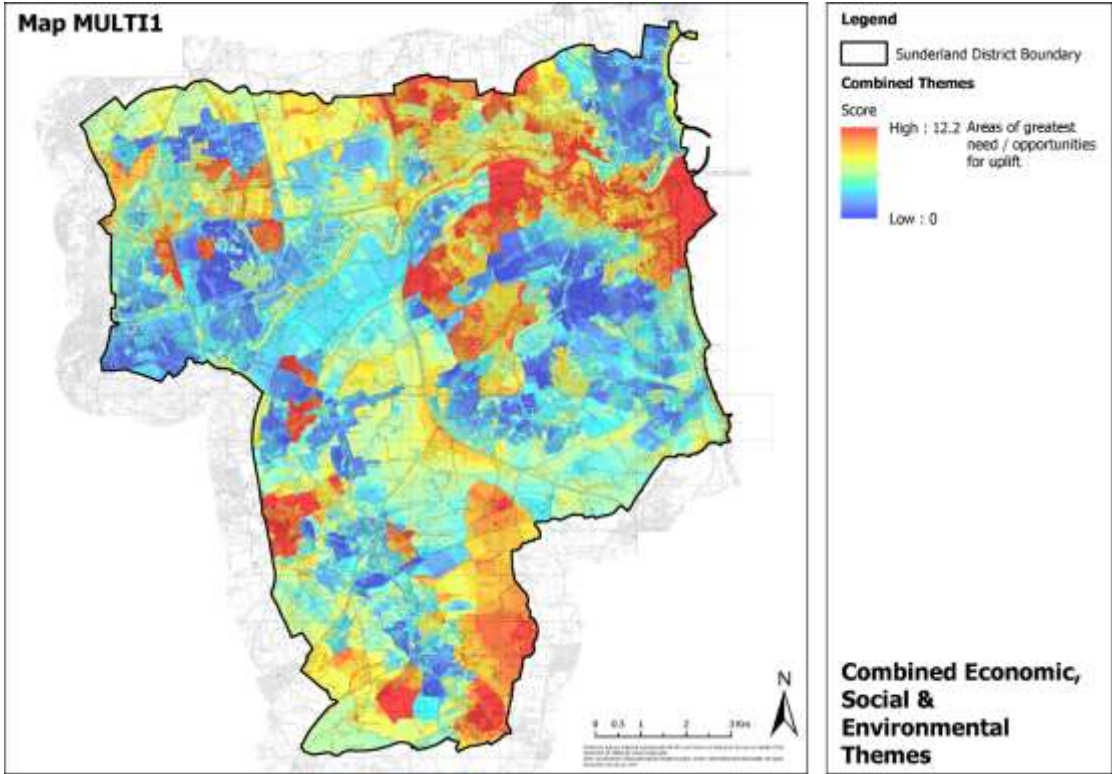 Map MULTI1
N
0 0.5 1 2 3 Km
Legend
Sunderland District Boundary
Combined Themes
Score
High : 12.2 Areas of greatest
need / opportunities
for uplift
Low : 0
Combined Economic,
Social &
Environmental
Themes